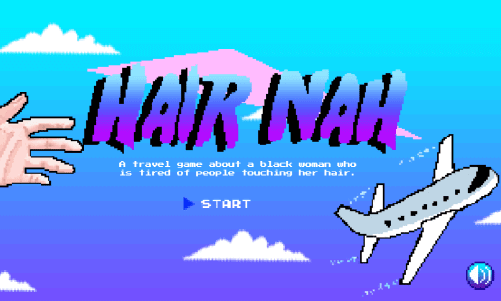 HAIR NAH
A travel game about a black woman who
is tired of people touching her hair.
START